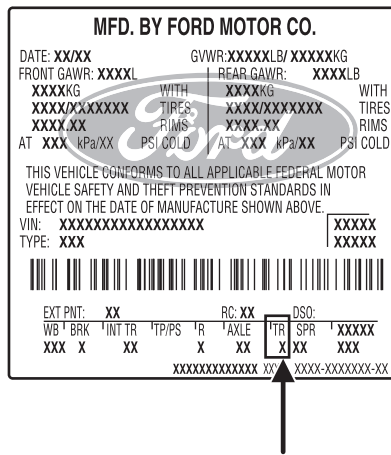 MFD. BY FORD MOTOR CO.
DATE: XX/XX GVWR:XXXXXLB/ XXXXXKG
FRONT GAWR: XXXXL REAR GAWR: XXXXLB
XXXXKG WITH XXXXKG WITH
XXXX/XXXXXXX TIRES XXXX/XXXXXXX TIRES
XXXX.XX RIMS XXXX.XX RIMS
AT XXX kPa/XX PSI COLD AT XXX kPa/XX PSI COLD
Ford
THIS VEHICLE CONFORMS TO ALL APPLICABLE FEDERAL MOTOR
VEHICLE SAFETY AND THEFT PREVENTION STANDARDS IN
EFFECT ON THE DATE OF MANUFACTURE SHOWN ABOVE.
VIN: XXXXXXXXXXXXXXXXX XXXXX
TYPE: XXX XXXXX
EXT PNT: XX RC: XX DSO:
WB BRK INT TR TP/PS R AXLE TR SPR XXXXX
XXX X XX X XX X XX XXX
XXXXXXXXXXXXX XXXX-XXXXXXX-XX